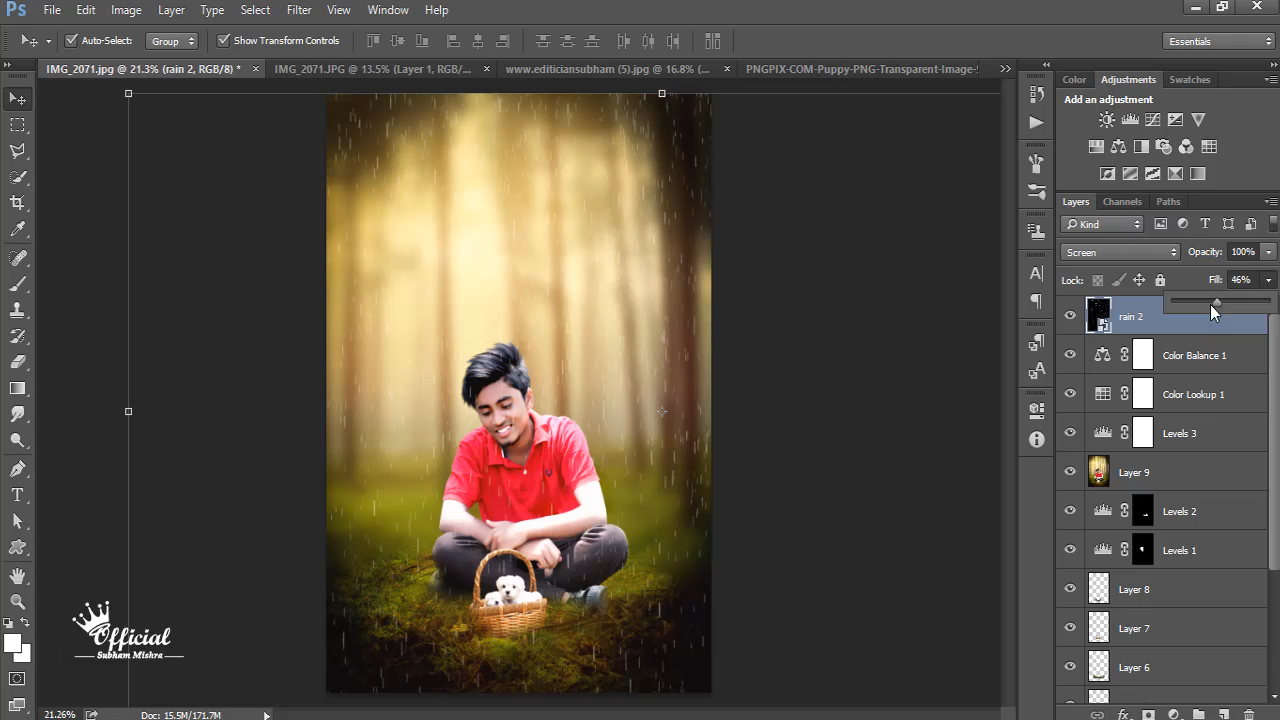 Ps File Edit Image Layer Type Select Filter View Window Help
Auto-Select: Group Show Transform Controls Essentials
IMG_2071.jpg @ 21.3% (rain 2, RGB/8) * × IMG_2071.JPG @ 13.5% (Layer 1, RGB/... × www.editiciansubham (5).jpg @ 16.8% (... × PNGPIX-COM-Puppy-PNG-Transparent-Image-
Color Adjustments Swatches
Add an adjustment
Layers Channels Paths
Kind
Screen Opacity: 100%
Lock: Fill: 46%
rain 2
Color Balance 1
Color Lookup 1
Levels 3
Layer 9
Levels 2
Levels 1
Layer 8
Layer 7
Layer 6
Official
Subham Mishra
21.26% Doc: 15.5M/171.7M